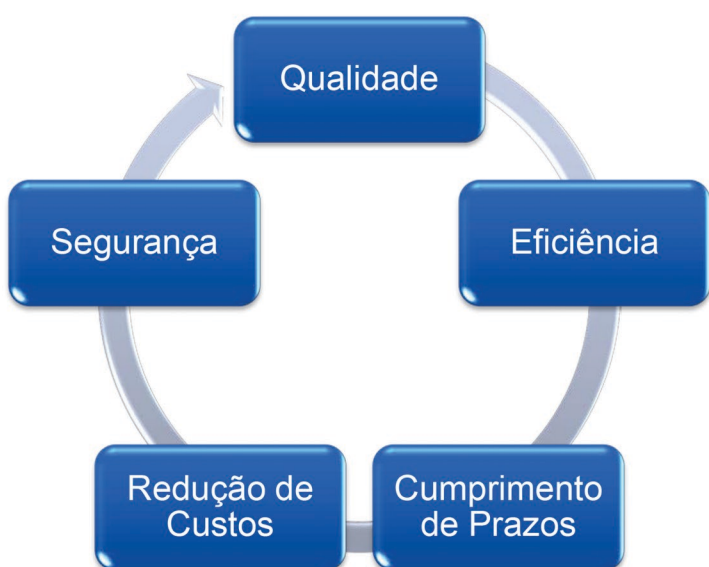 Qualidade
Eficiência
Cumprimento
de Prazos
Redução de
Custos
Segurança